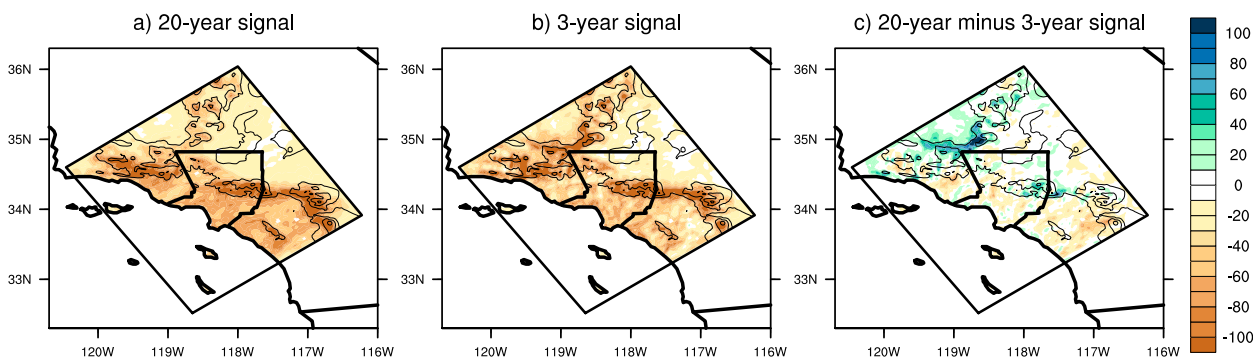 a) 20-year signal
b) 3-year signal
c) 20-year minus 3-year signal
36N
35N
34N
33N
120W
119W
118W
117W
116W
36N
35N
34N
33N
120W
119W
118W
117W
116W
36N
35N
34N
33N
120W
119W
118W
117W
116W
100
80
60
40
20
0
-20
-40
-60
-80
-100